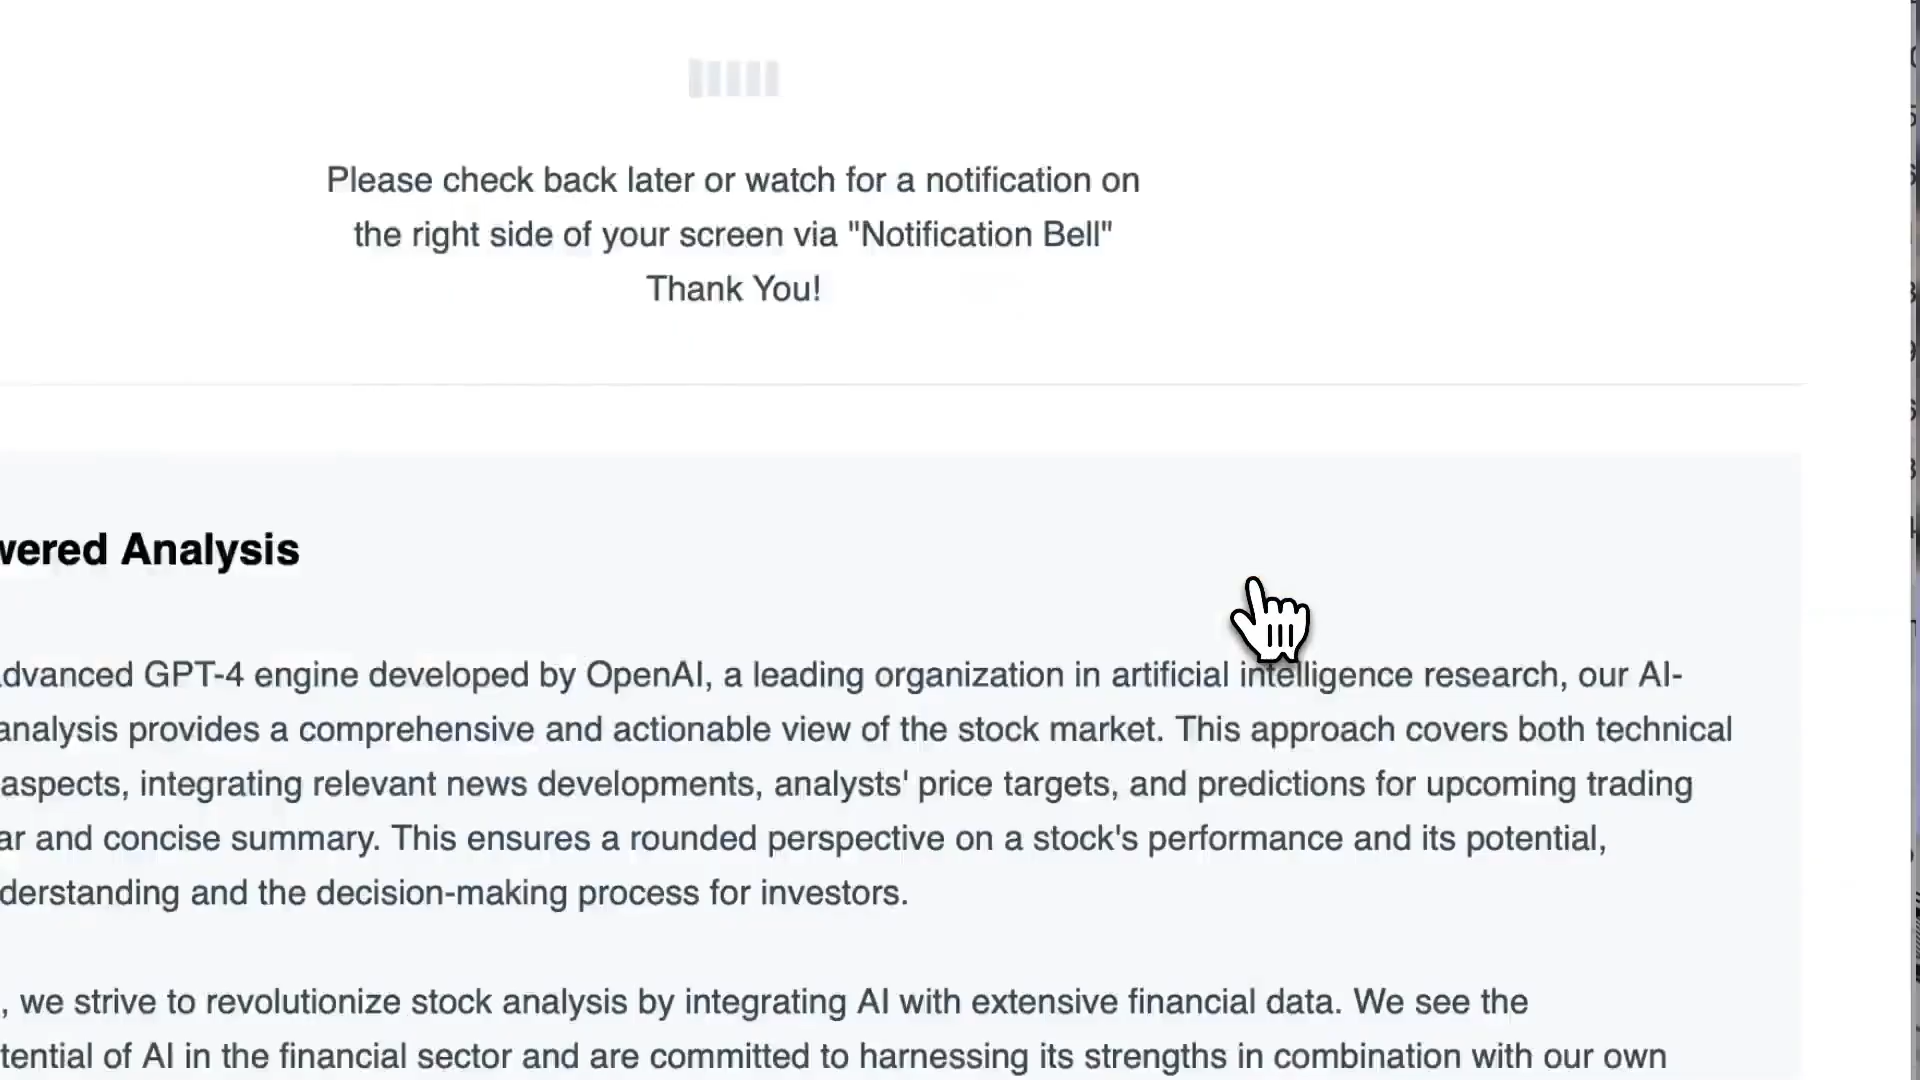 Please check back later or watch for a notification on
the right side of your screen via "Notification Bell"
Thank You!
wered Analysis
dvanced GPT-4 engine developed by OpenAI, a leading organization in artificial intelligence research, our AI-
analysis provides a comprehensive and actionable view of the stock market. This approach covers both technical
aspects, integrating relevant news developments, analysts' price targets, and predictions for upcoming trading
ar and concise summary. This ensures a rounded perspective on a stock's performance and its potential,
derstanding and the decision-making process for investors.
, we strive to revolutionize stock analysis by integrating AI with extensive financial data. We see the
tential of AI in the financial sector and are committed to harnessing its strengths in combination with our own